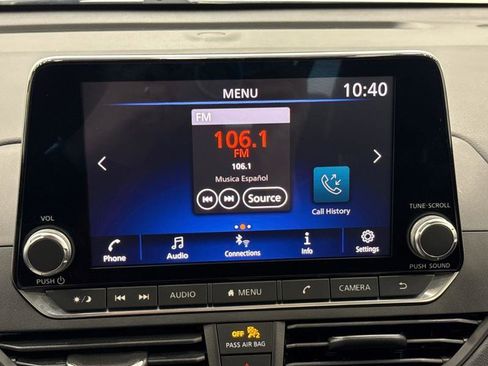 MENU
10:40
FM
106.1
FM
106.1
Musica Español
Source
Call History
VOL
TUNE·SCROLL
Phone
Audio
Connections
Info
Settings
PUSH
PUSH SOUND
AUDIO
MENU
CAMERA
OFF
2
PASS AIR BAG